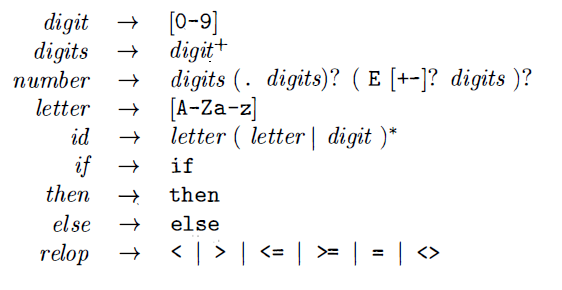 digit → [0-9]
digits → digit⁺
number → digits (. digits)? ( E [+-]? digits )?
letter → [A-Za-z]
id → letter ( letter | digit )*
if → if
then → then
else → else
relop → < | > | <= | >= | = | <>